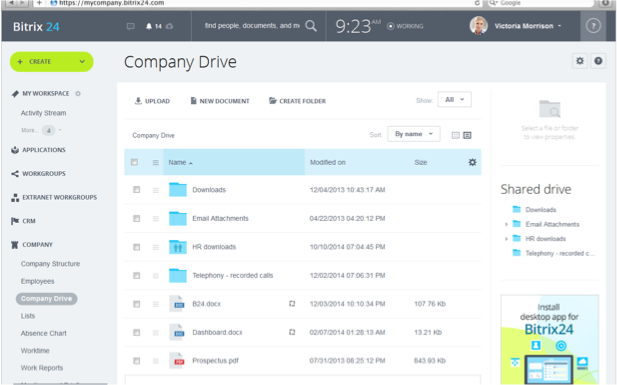 https://mycompany.bitrix24.com
Google
Bitrix 24
14
find people, documents, and m
9:23 AM
WORKING
Victoria Morrison
?
+ CREATE
Company Drive
MY WORKSPACE
Activity Stream
More.. 4
APPLICATIONS
WORKGROUPS
EXTRANET WORKGROUPS
CRM
COMPANY
Company Structure
Employees
Company Drive
Lists
Absence Chart
Worktime
Work Reports
UPLOAD
NEW DOCUMENT
CREATE FOLDER
Show: All
Company Drive
Sort: By name
Name
Modified on
Size
Downloads
12/04/2013 10:43:17 AM
Email Attachments
04/22/2013 04:20:12 PM
HR downloads
10/10/2014 07:04:45 PM
Telephony - recorded calls
12/02/2014 07:06:31 PM
B24.docx
12/03/2014 10:10:34 PM
107.76 Kb
Dashboard.docx
02/07/2014 01:28:13 AM
13.21 Kb
Prospectus.pdf
07/31/2013 08:25:12 PM
843.93 Kb
Select a file or folder
to view properties.
Shared drive
Downloads
Email Attachments
HR downloads
Telephony - recorded c...
Install
desktop app for
Bitrix24